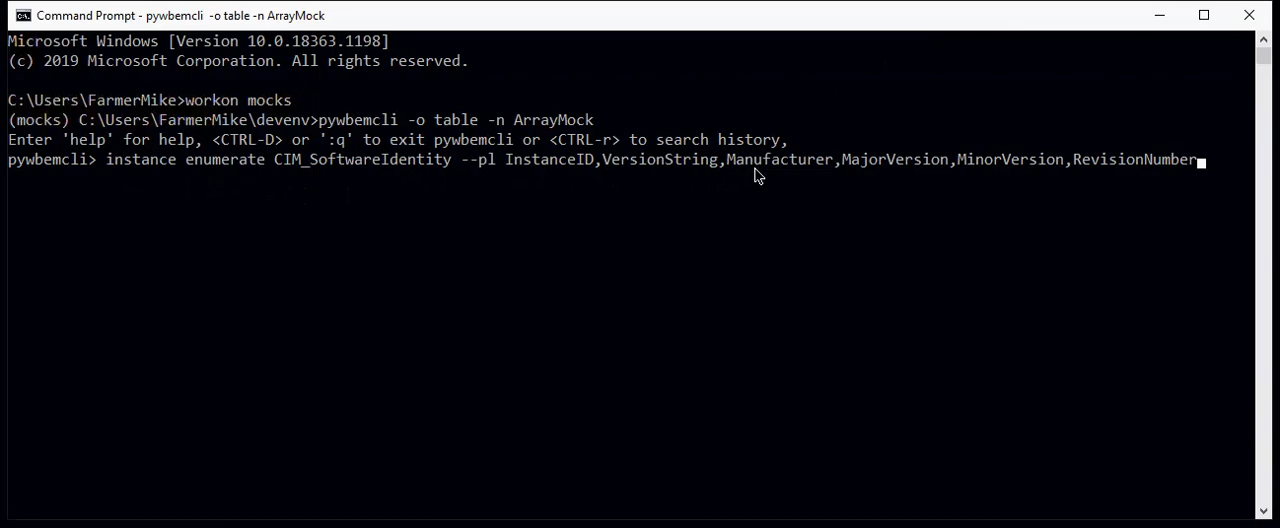 Command Prompt - pywbemcli  -o table -n ArrayMock
Microsoft Windows [Version 10.0.18363.1198]
(c) 2019 Microsoft Corporation. All rights reserved.
C:\Users\FarmerMike>workon mocks
(mocks) C:\Users\FarmerMike\devenv>pywbemcli -o table -n ArrayMock
Enter 'help' for help, <CTRL-D> or ':q' to exit pywbemcli or <CTRL-r> to search history,
pywbemcli> instance enumerate CIM_SoftwareIdentity --pl InstanceID,VersionString,Manufacturer,MajorVersion,MinorVersion,RevisionNumber